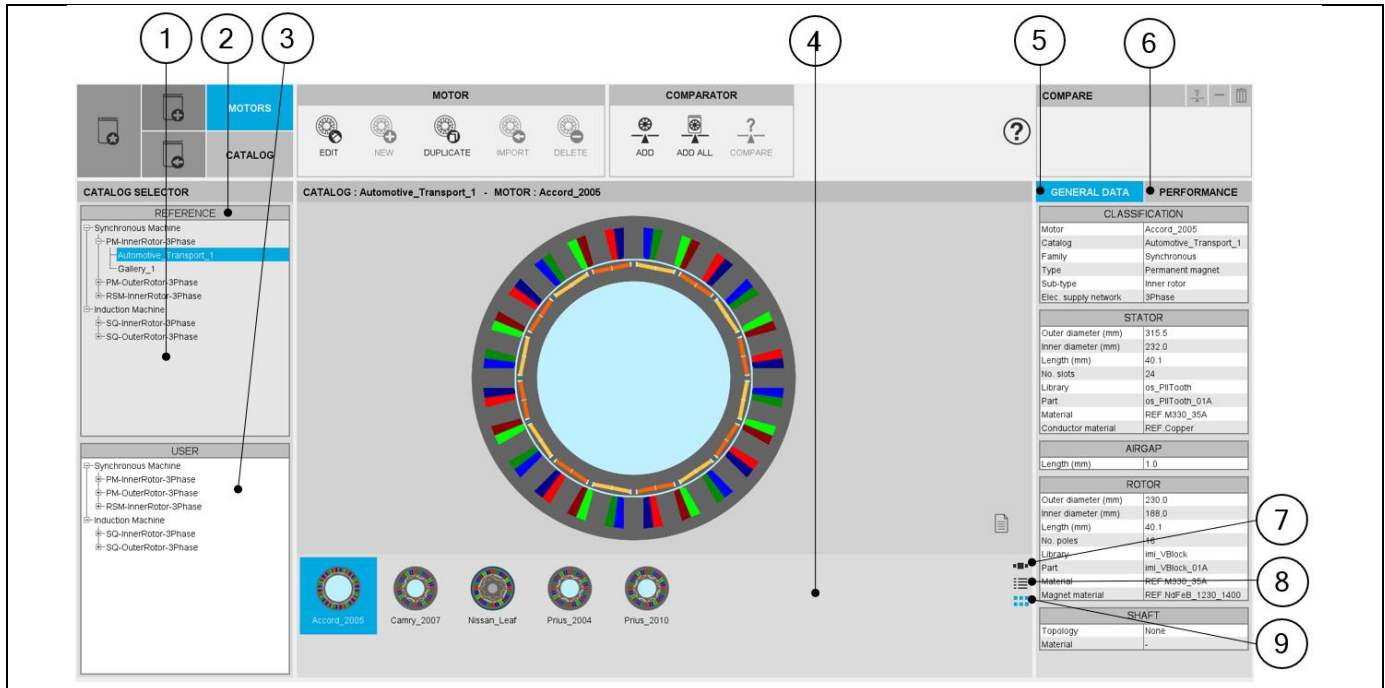 1 2 3 4 5 6
MOTORS
CATALOG
MOTOR
EDIT NEW DUPLICATE IMPORT DELETE
COMPARATOR
?
ADD ADD ALL COMPARE
?
COMPARE ?
CATALOG SELECTOR
REFERENCE
Synchronous Machine
PM-InnerRotor-3Phase
Automotive_Transport_1
Gallery_1
PM-OuterRotor-3Phase
RSM-InnerRotor-3Phase
Induction Machine
SQ-InnerRotor-3Phase
SQ-OuterRotor-3Phase
USER
Synchronous Machine
PM-InnerRotor-3Phase
PM-OuterRotor-3Phase
RSM-InnerRotor-3Phase
Induction Machine
SQ-InnerRotor-3Phase
SQ-OuterRotor-3Phase
CATALOG : Automotive_Transport_1 - MOTOR : Accord_2005
Accord_2005 Camry_2007 Nissan_Leaf Prius_2004 Prius_2010
GENERAL DATA PERFORMANCE
CLASSIFICATION
Motor Accord_2005
Catalog Automotive_Transport_1
Family Synchronous
Type Permanent magnet
Sub-type Inner rotor
Elec. supply network 3Phase
STATOR
Outer diameter (mm) 315.5
Inner diameter (mm) 232.0
Length (mm) 40.1
No. slots 24
Library os_PllTooth
Part os_PllTooth_01A
Material REF.M330_35A
Conductor material REF.Copper
AIRGAP
Length (mm) 1.0
ROTOR
Outer diameter (mm) 230.0
Inner diameter (mm) 188.0
Length (mm) 40.1
No. poles 16
Library imi_VBlock
Part imi_VBlock_01A
Material REF.M330_35A
Magnet material REF.NdFeB_1230_1400
SHAFT
Topology None
Material -
7
8
9